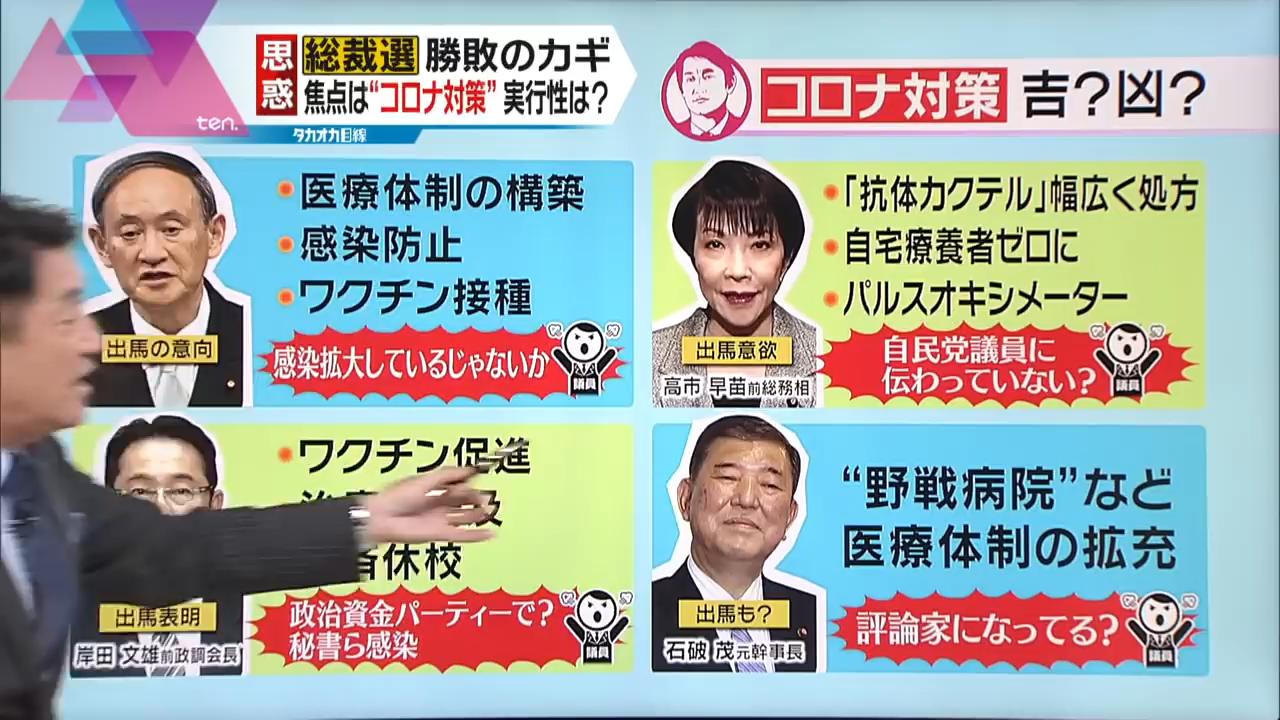 思惑
総裁選 勝敗のカギ
焦点は“コロナ対策” 実行性は?
タカオカ目線
ten.
コロナ対策 吉?凶?
医療体制の構築
感染防止
ワクチン接種
出馬の意向
感染拡大しているじゃないか
議員
「抗体カクテル」幅広く処方
自宅療養者ゼロに
パルスオキシメーター
出馬意欲
高市 早苗前総務相
自民党議員に
伝わっていない?
議員
ワクチン促進
及
休校
出馬表明
岸田 文雄前政調会長
政治資金パーティーで?
秘書ら感染
議員
“野戦病院”など
医療体制の拡充
出馬も?
石破 茂元幹事長
評論家になってる?
議員